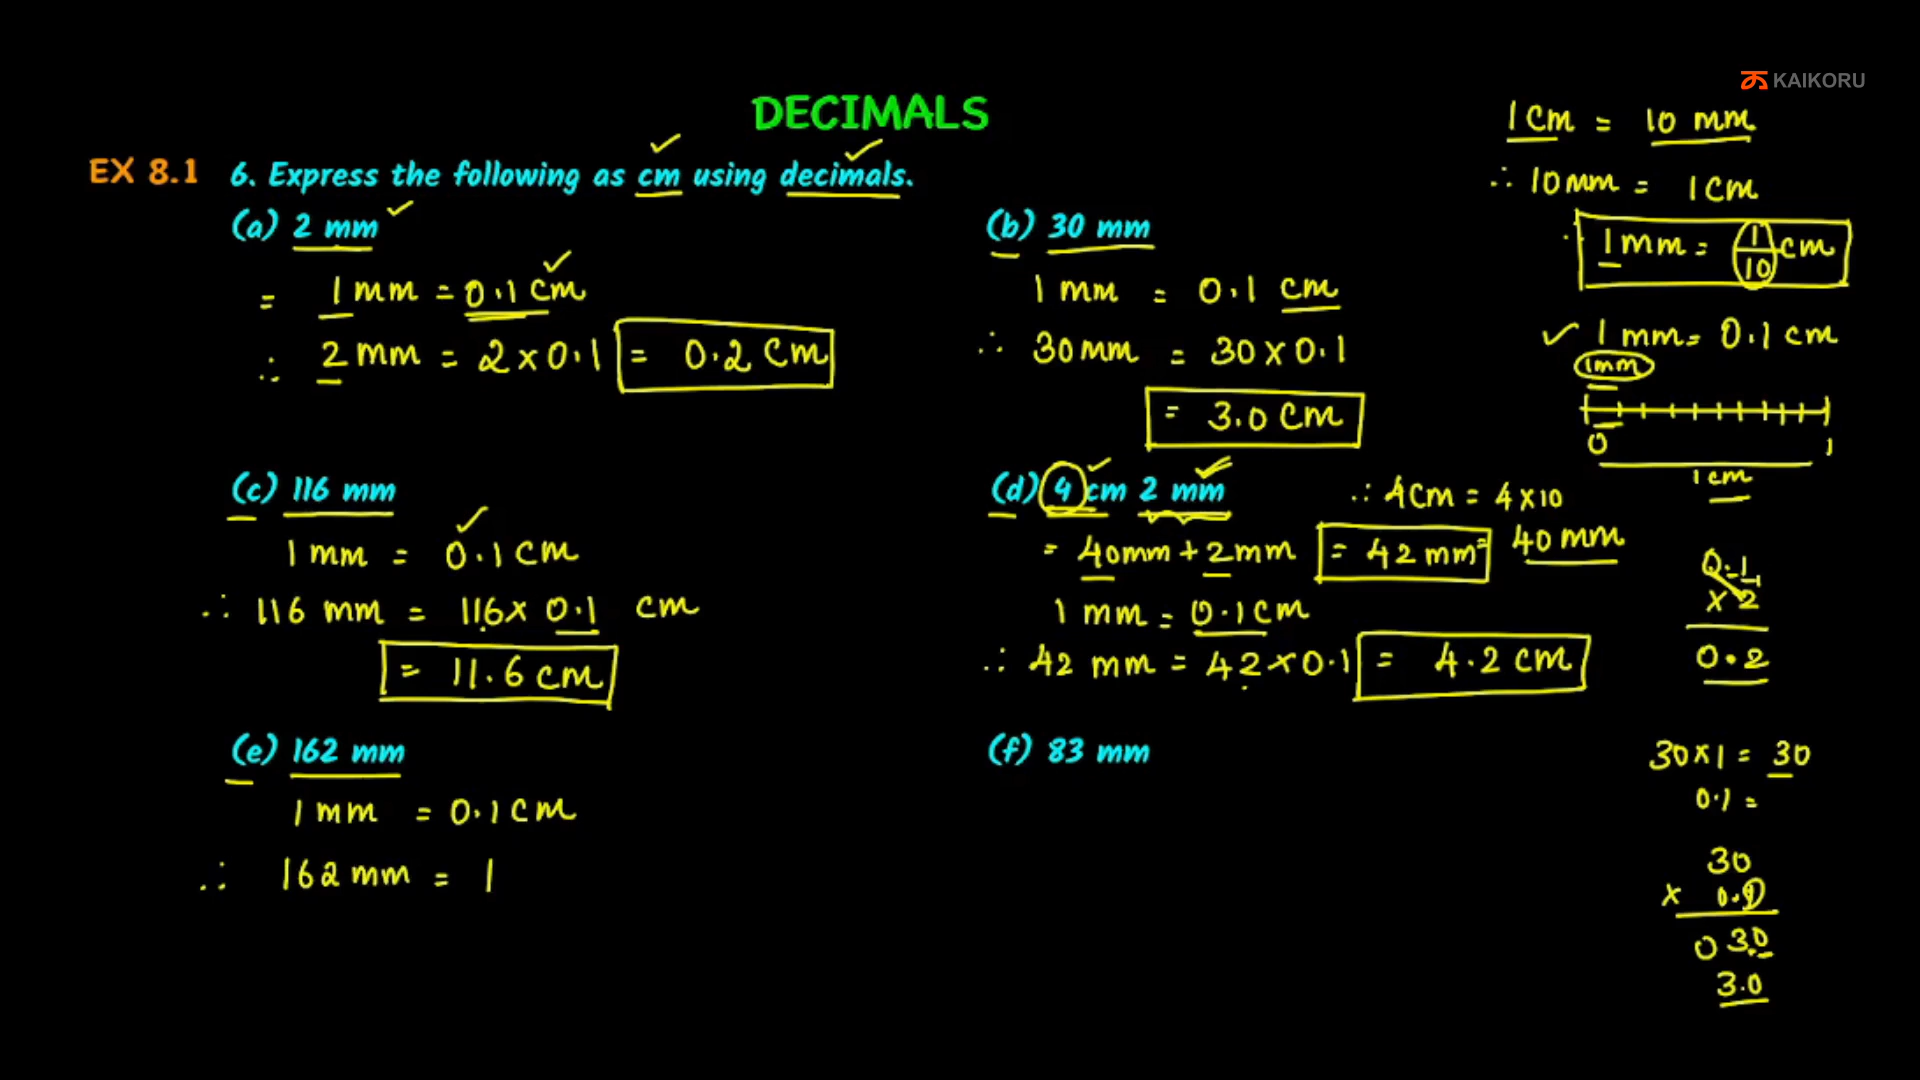 KAIKORU
DECIMALS
EX 8.1 6. Express the following as cm using decimals.
(a) 2 mm
= 1 mm = 0.1 cm
∴ 2 mm = 2 × 0.1 = 0.2 cm
(b) 30 mm
1 mm = 0.1 cm
∴ 30 mm = 30 × 0.1
= 3.0 cm
(c) 116 mm
1 mm = 0.1 cm
∴ 116 mm = 116 × 0.1 cm
= 11.6 cm
(d) 4 cm 2 mm
∴ 4 cm = 4 × 10
40 mm
= 40 mm + 2 mm = 42 mm
1 mm = 0.1 cm
∴ 42 mm = 42 × 0.1 = 4.2 cm
(e) 162 mm
1 mm = 0.1 cm
∴ 162 mm = 1
(f) 83 mm
1 cm = 10 mm
∴ 10 mm = 1 cm
∴ 1 mm = 1/10 cm
✓ 1 mm = 0.1 cm
1mm
0 1
1 cm
0.1
× 2
0.2
30 × 1 = 30
0.1 =
30
× 0.1
0 3.0
3.0